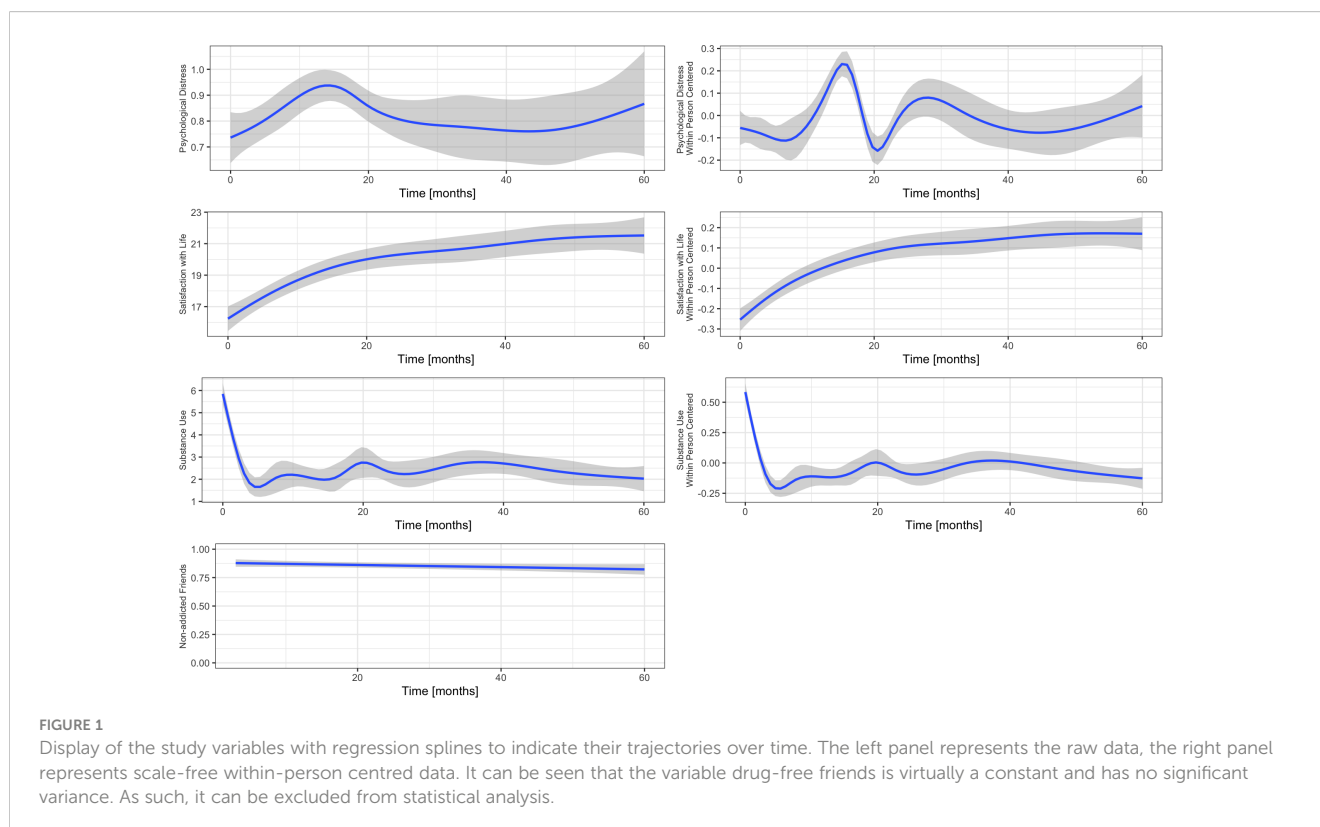 Psychological Distress
1.0
0.9
0.8
0.7
0 20 40 60
Time [months]
Psychological Distress
Within Person Centered
0.3
0.2
0.1
0.0
-0.1
-0.2
0 20 40 60
Time [months]
Satisfaction with Life
23
21
19
17
0 20 40 60
Time [months]
Satisfaction with Life
Within Person Centered
0.2
0.1
0.0
-0.1
-0.2
-0.3
0 20 40 60
Time [months]
Substance Use
6
5
4
3
2
1
0 20 40 60
Time [months]
Substance Use
Within Person Centered
0.50
0.25
0.00
-0.25
0 20 40 60
Time [months]
Non-addicted Friends
1.00
0.75
0.50
0.25
0.00
20 40 60
Time [months]
FIGURE 1
Display of the study variables with regression splines to indicate their trajectories over time. The left panel represents the raw data, the right panel
represents scale-free within-person centred data. It can be seen that the variable drug-free friends is virtually a constant and has no significant
variance. As such, it can be excluded from statistical analysis.